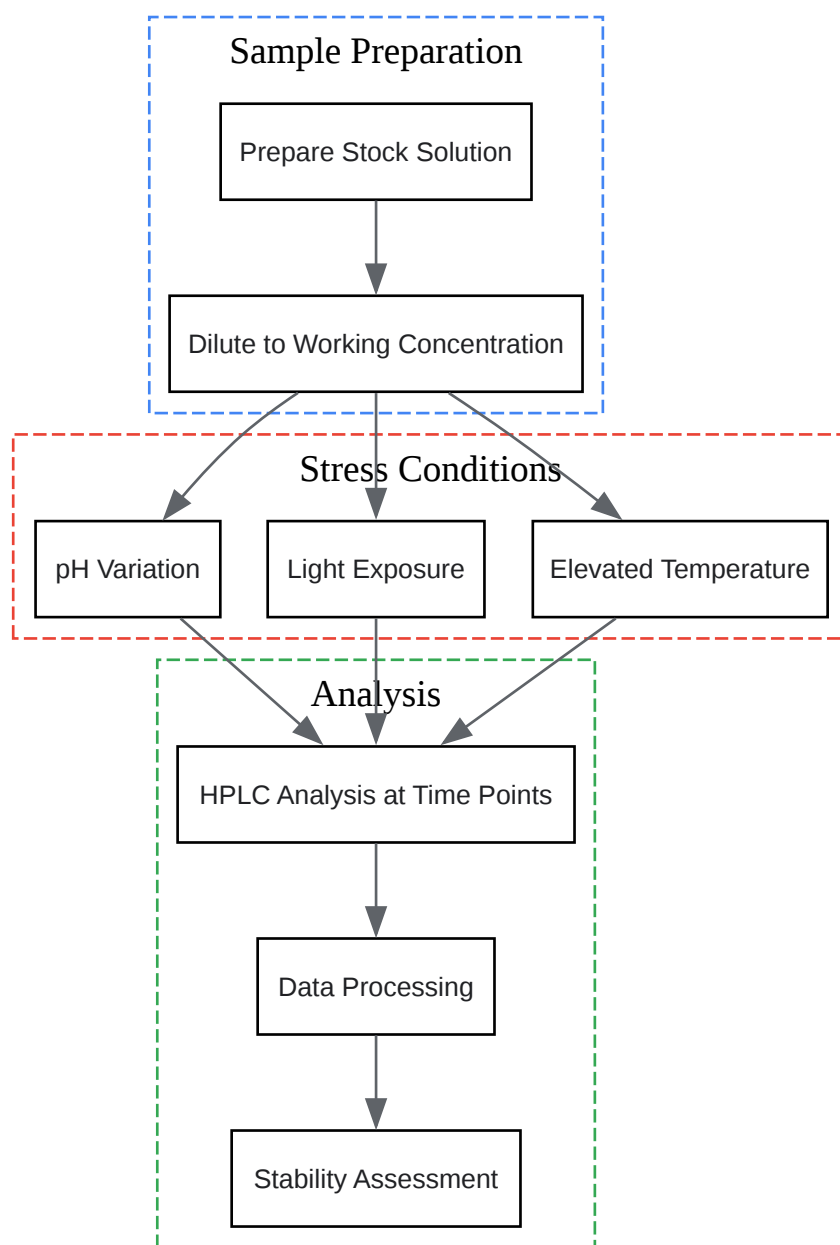 Sample Preparation
Prepare Stock Solution
Dilute to Working Concentration
Stress Conditions
pH Variation
Light Exposure
Elevated Temperature
Analysis
HPLC Analysis at Time Points
Data Processing
Stability Assessment